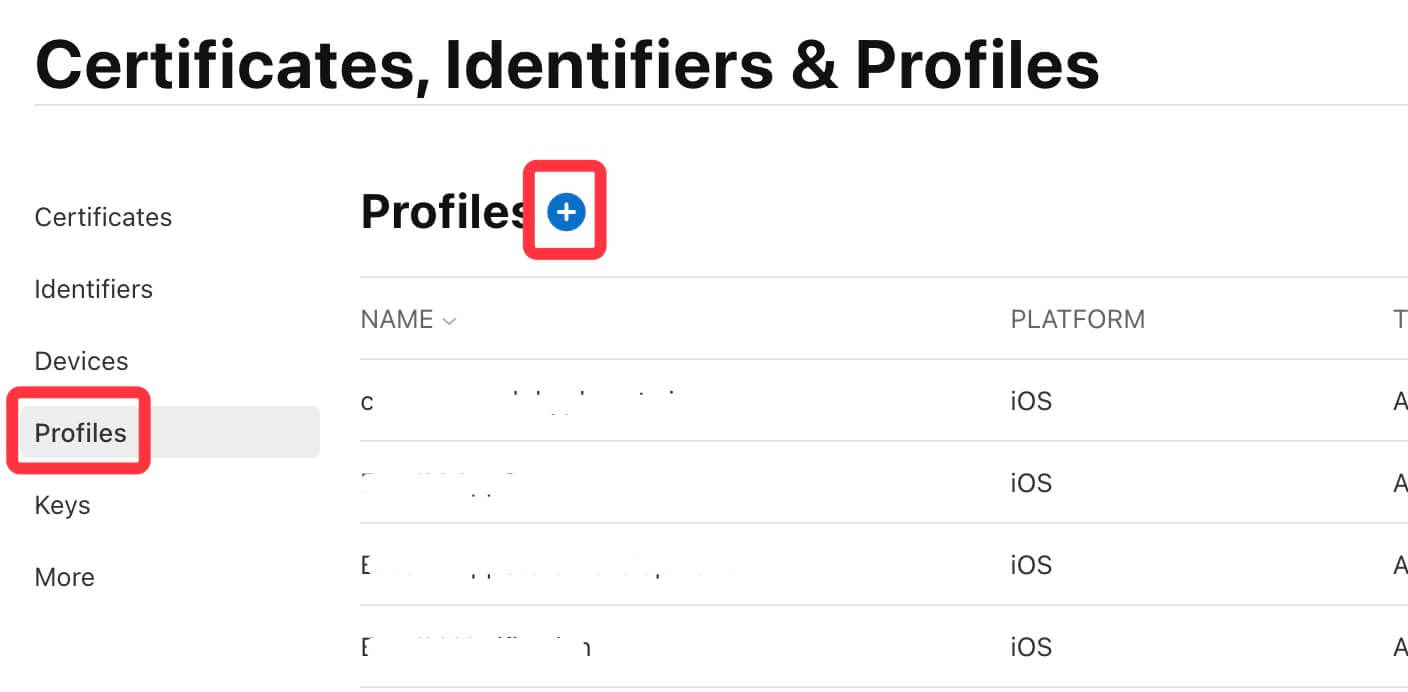 Certificates, Identifiers & Profiles
Certificates
Identifiers
Devices
Profiles
Keys
More
Profiles
NAME PLATFORM
iOS
iOS
iOS
iOS